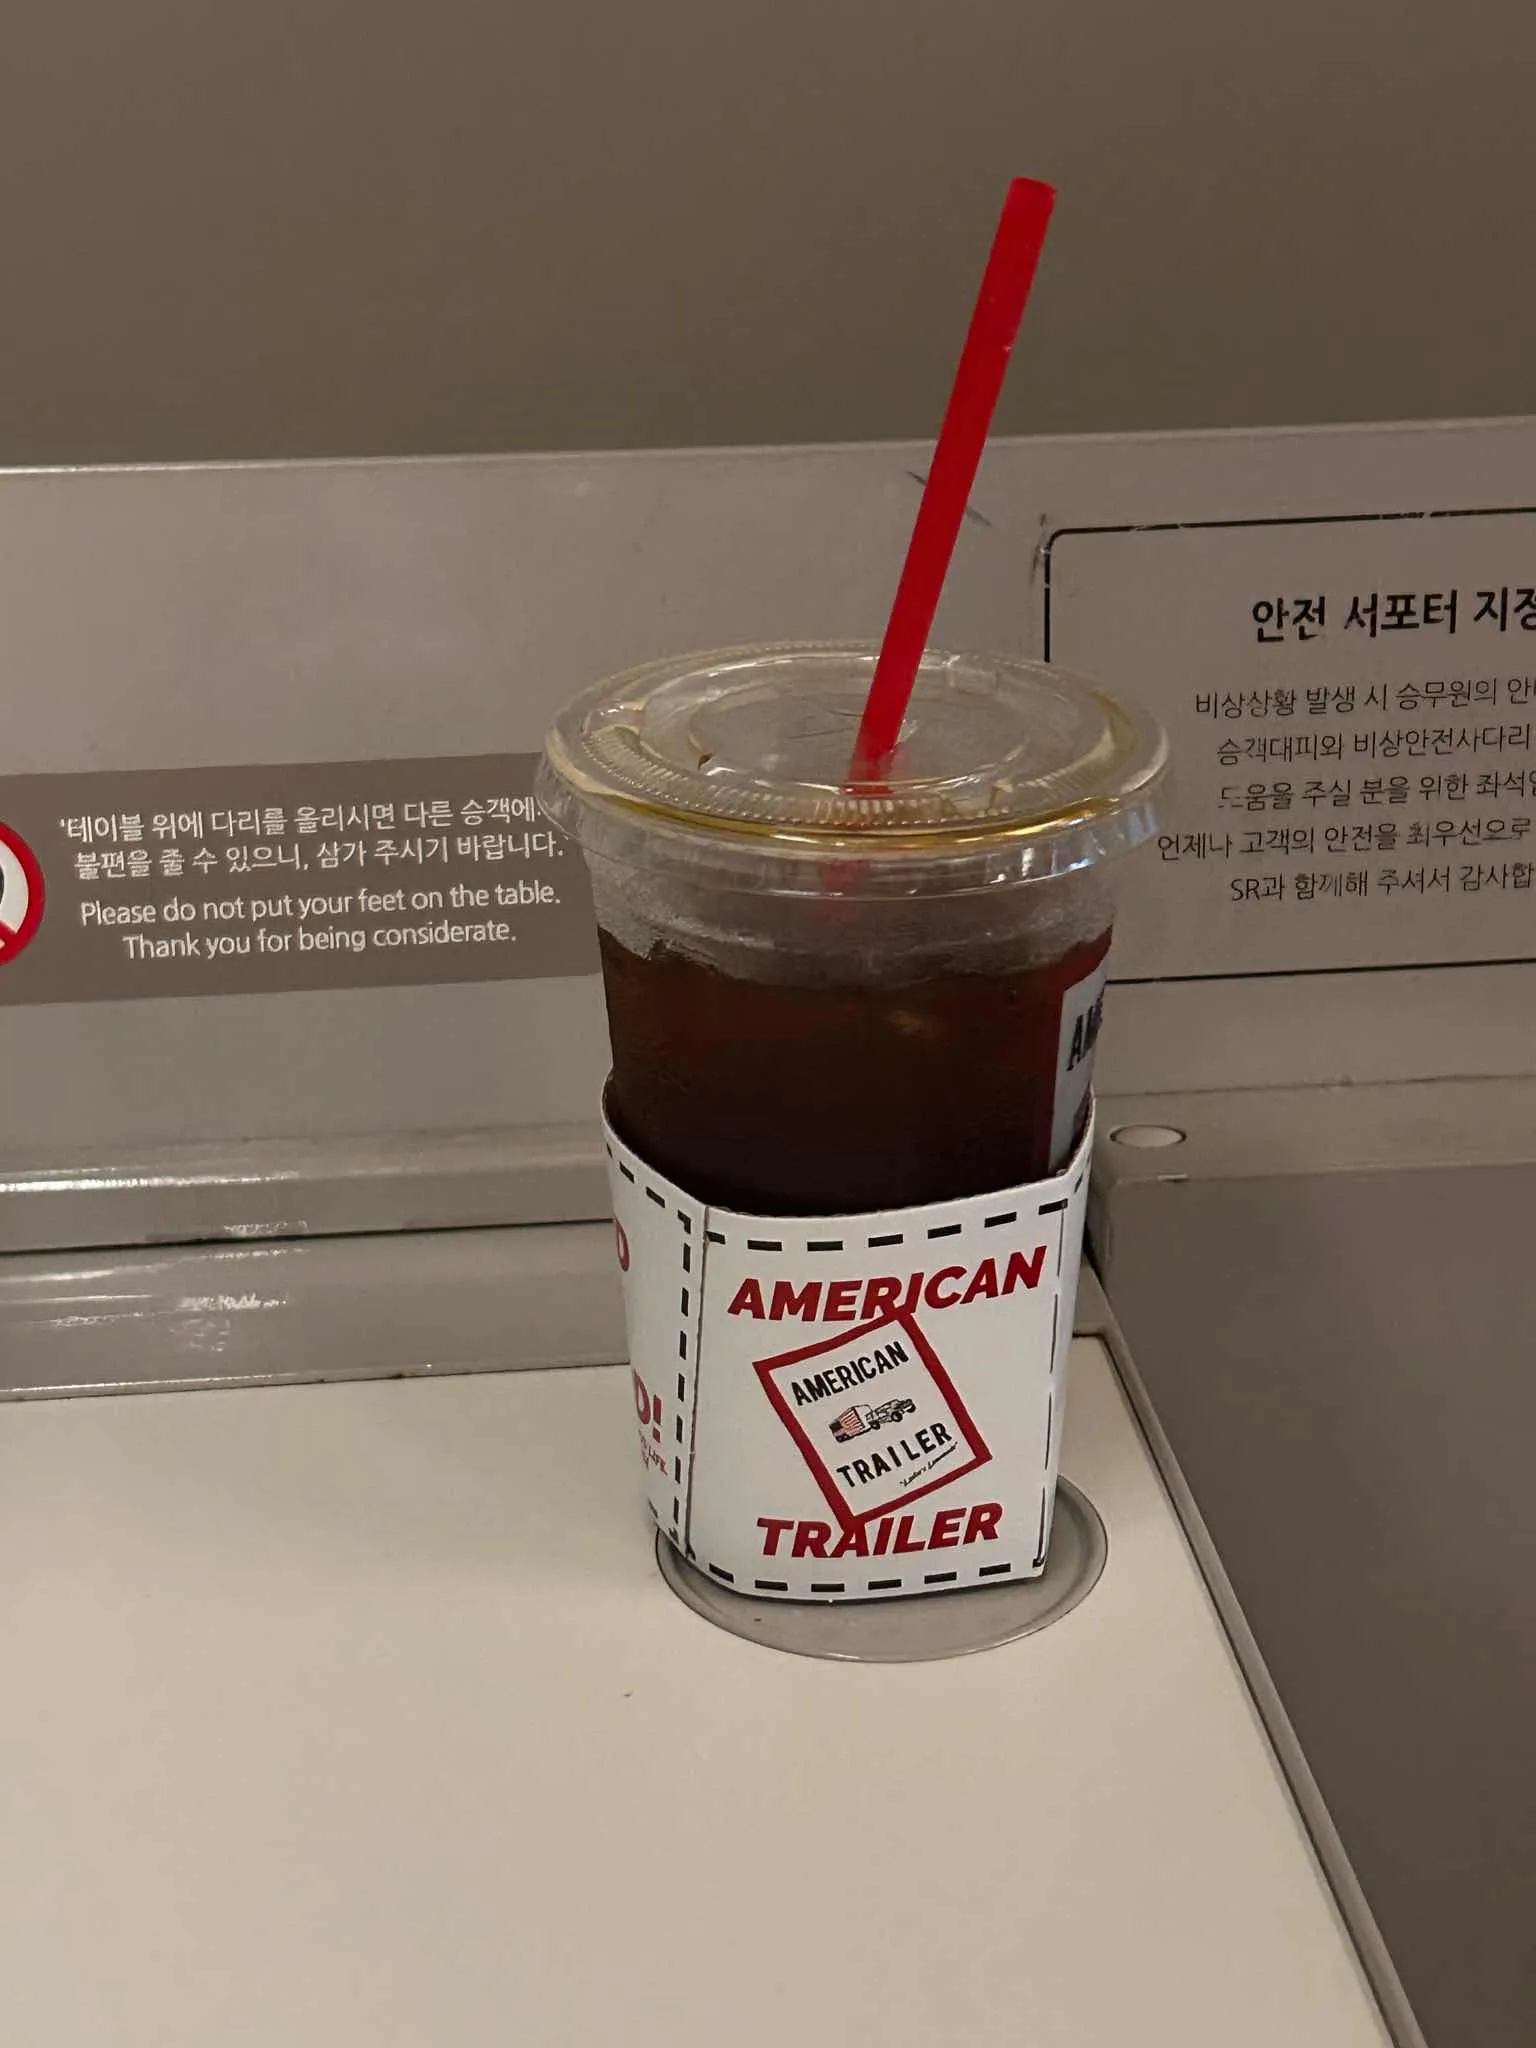 '테이블 위에 다리를 올리시면 다른 승객에
불편을 줄 수 있으니, 삼가 주시기 바랍니다.
Please do not put your feet on the table.
Thank you for being considerate.
안전 서포터 지정
비상상황 발생 시 승무원의
승객대피와 비상안전사다리
도움을 주실 분을 위한
언제나 고객의 안전을 최우선으로
SR과 함께해 주셔서
AMERICAN
AMERICAN
TRAILER
TRAILER